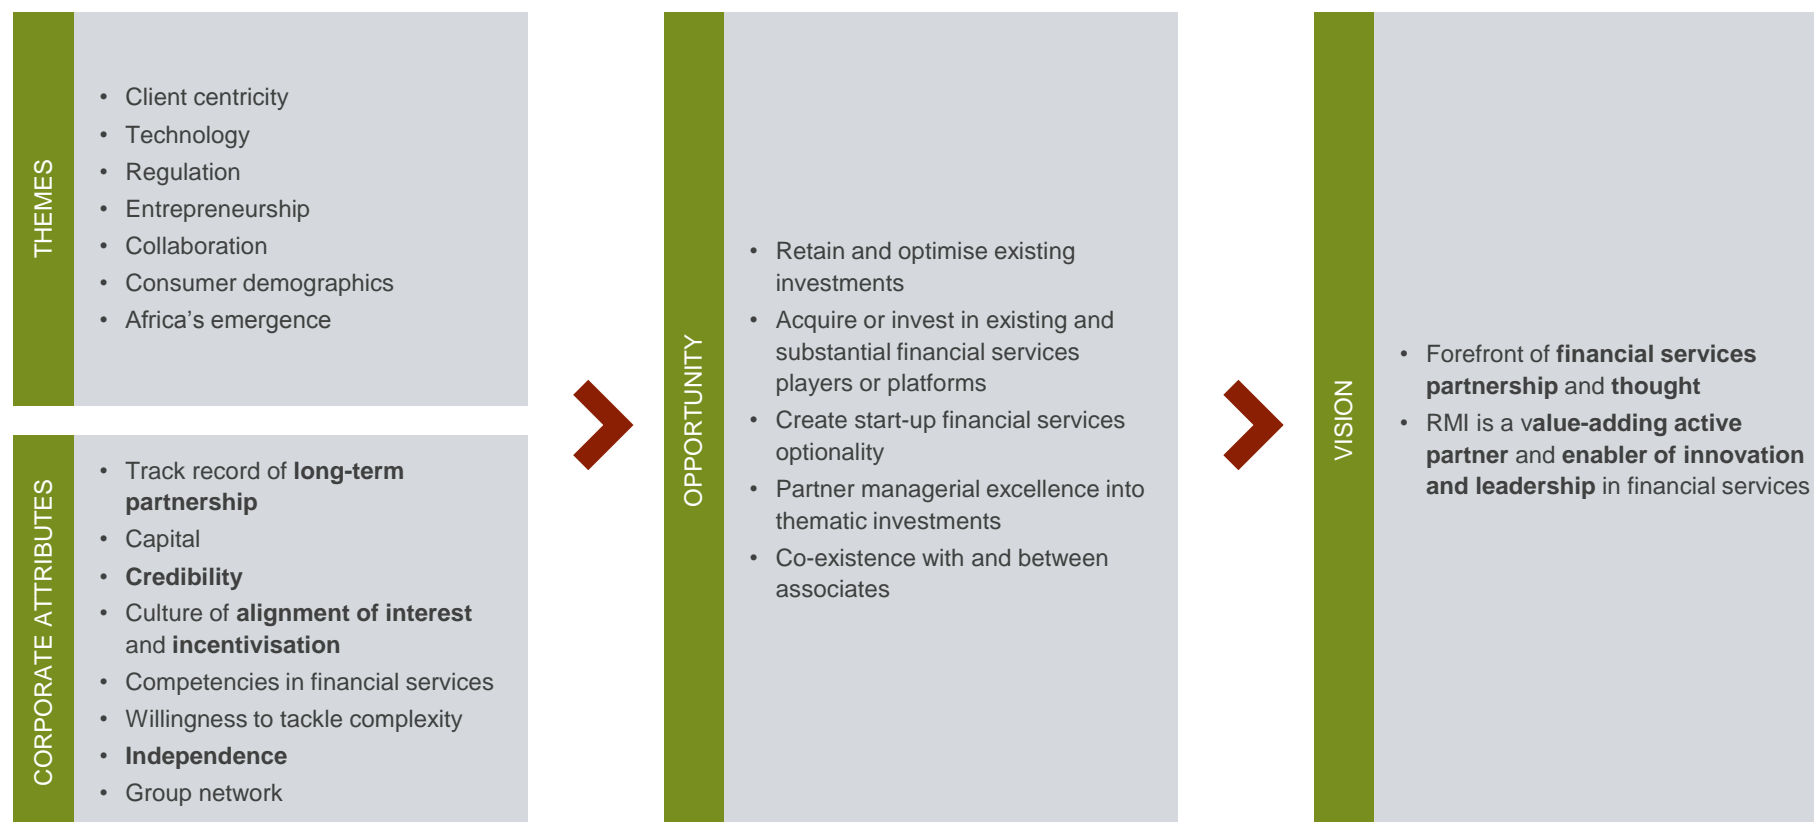 THEMES
• Client centricity
• Technology
• Regulation
• Entrepreneurship
• Collaboration
• Consumer demographics
• Africa’s emergence
CORPORATE ATTRIBUTES
• Track record of long-term
partnership
• Capital
• Credibility
• Culture of alignment of interest
and incentivisation
• Competencies in financial services
• Willingness to tackle complexity
• Independence
• Group network
OPPORTUNITY
• Retain and optimise existing
investments
• Acquire or invest in existing and
substantial financial services
players or platforms
• Create start-up financial services
optionality
• Partner managerial excellence into
thematic investments
• Co-existence with and between
associates
VISION
• Forefront of financial services
partnership and thought
• RMI is a value-adding active
partner and enabler of innovation
and leadership in financial services